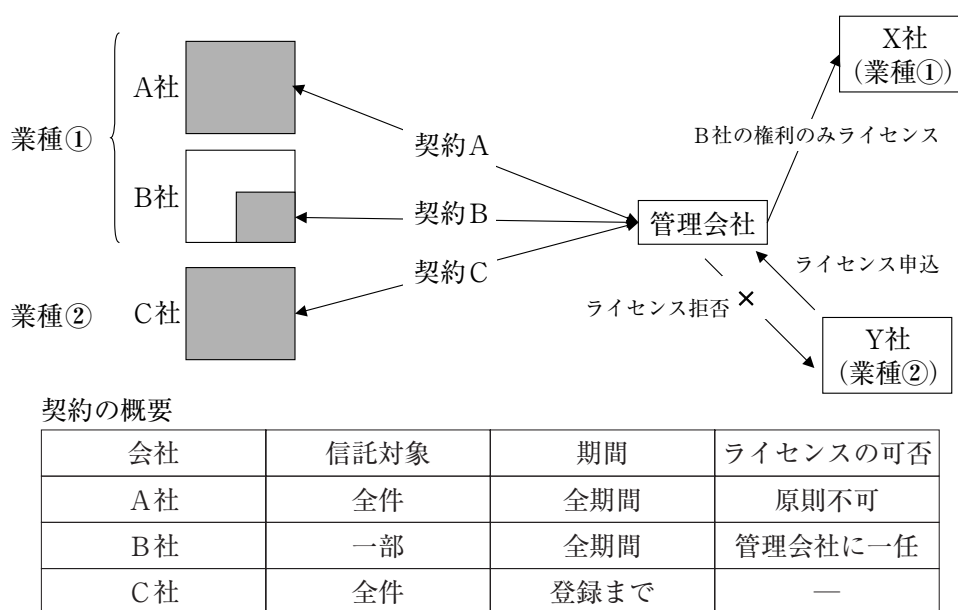 X社
(業種①)
A社
業種①
契約A
B社の権利のみライセンス
B社
契約B
管理会社
契約C
ライセンス申込
業種②
C社
ライセンス拒否
×
Y社
(業種②)
契約の概要
会社 信託対象 期間 ライセンスの可否
A社 全件 全期間 原則不可
B社 一部 全期間 管理会社に一任
C社 全件 登録まで ―